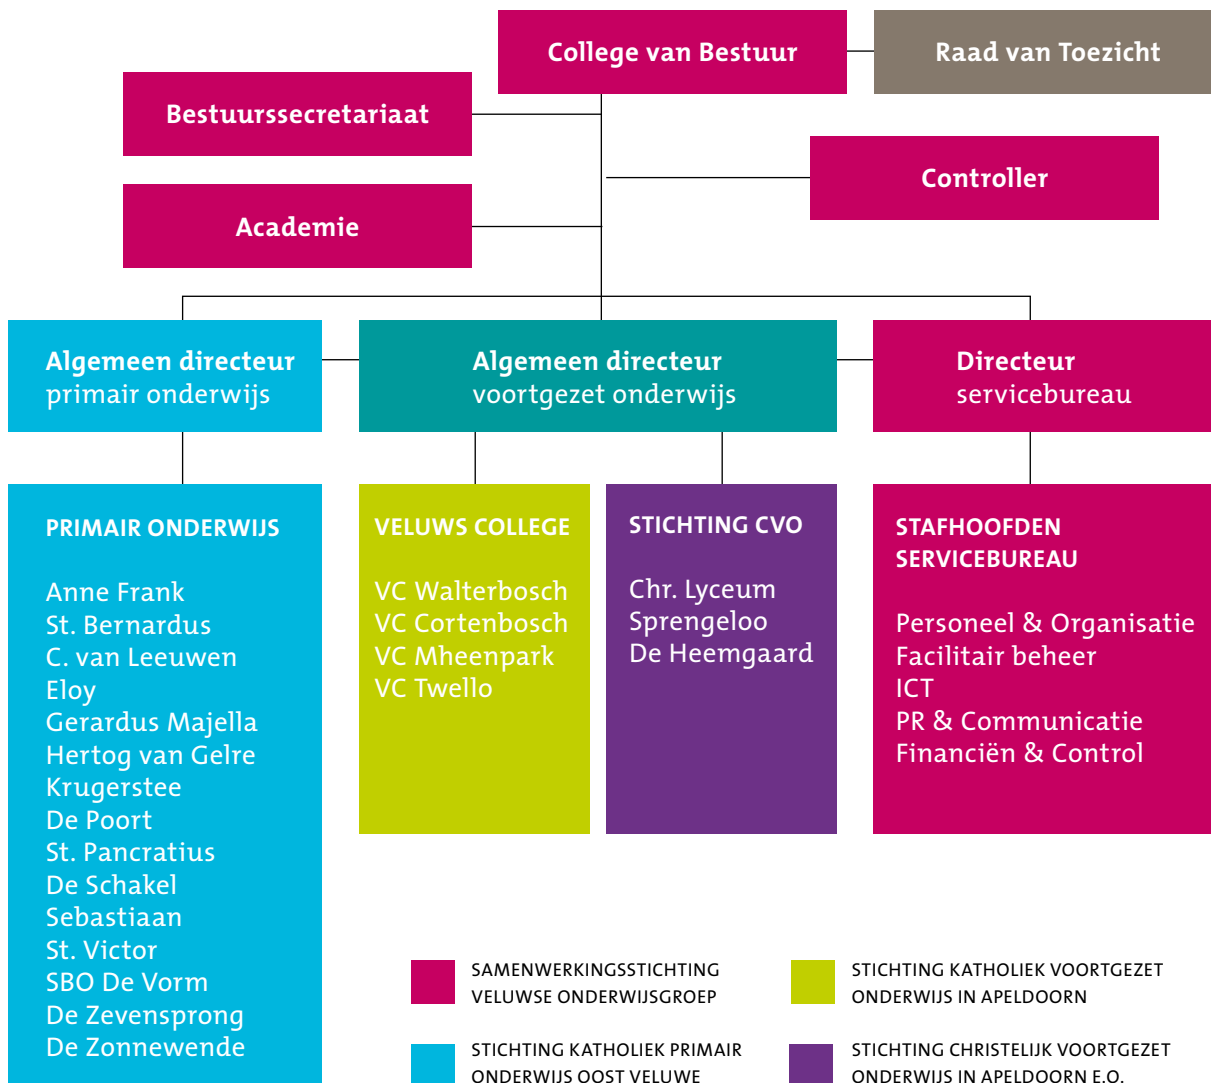 College van Bestuur
Raad van Toezicht
Bestuurssecretariaat
Controller
Academie
Algemeen directeur
primair onderwijs
Algemeen directeur
voortgezet onderwijs
Directeur
servicebureau
PRIMAIR ONDERWIJS
Anne Frank
St. Bernardus
C. van Leeuwen
Eloy
Gerardus Majella
Hertog van Gelre
Krugerstee
De Poort
St. Pancratius
De Schakel
Sebastiaan
St. Victor
SBO De Vorm
De Zevensprong
De Zonnewende
VELUWS COLLEGE
VC Walterbosch
VC Cortenbosch
VC Mheenpark
VC Twello
STICHTING CVO
Chr. Lyceum
Sprengeloo
De Heemgaard
STAFHOOFDEN
SERVICEBUREAU
Personeel & Organisatie
Facilitair beheer
ICT
PR & Communicatie
Financiën & Control
SAMENWERKINGSSTICHTING
VELUWSE ONDERWIJSGROEP
STICHTING KATHOLIEK PRIMAIR
ONDERWIJS OOST VELUWE
STICHTING KATHOLIEK VOORTGEZET
ONDERWIJS IN APELDOORN
STICHTING CHRISTELIJK VOORTGEZET
ONDERWIJS IN APELDOORN E.O.